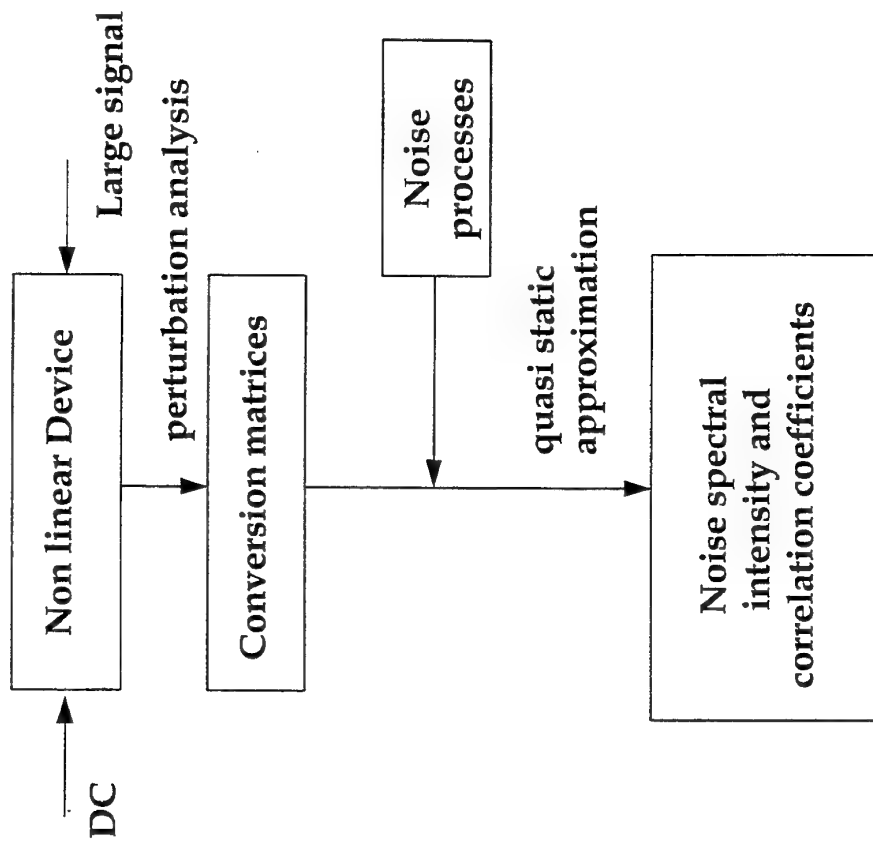 DC
Non linear Device
Large signal
perturbation analysis
Conversion matrices
Noise
processes
quasi static
approximation
Noise spectral
intensity and
correlation coefficients